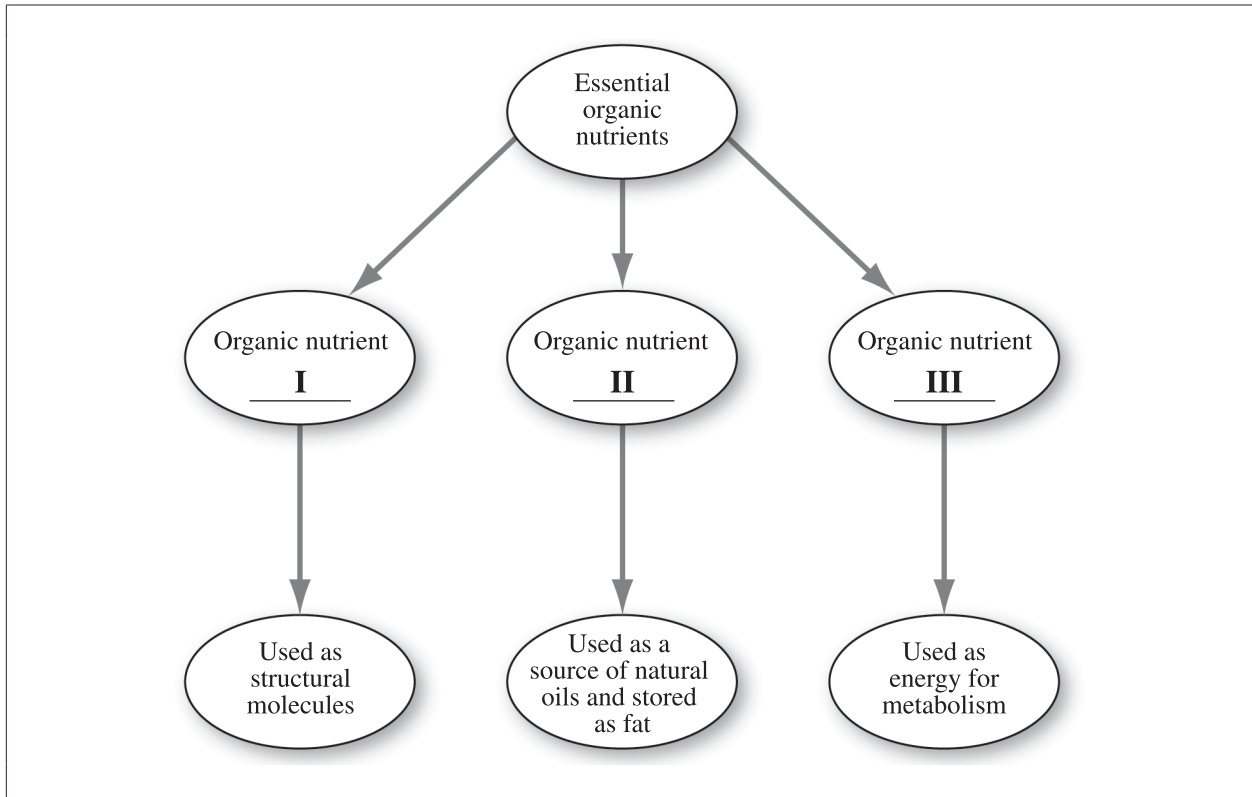 Essential
organic
nutrients
Organic nutrient
I
Organic nutrient
II
Organic nutrient
III
Used as
structural
molecules
Used as a
source of natural
oils and stored
as fat
Used as
energy for
metabolism